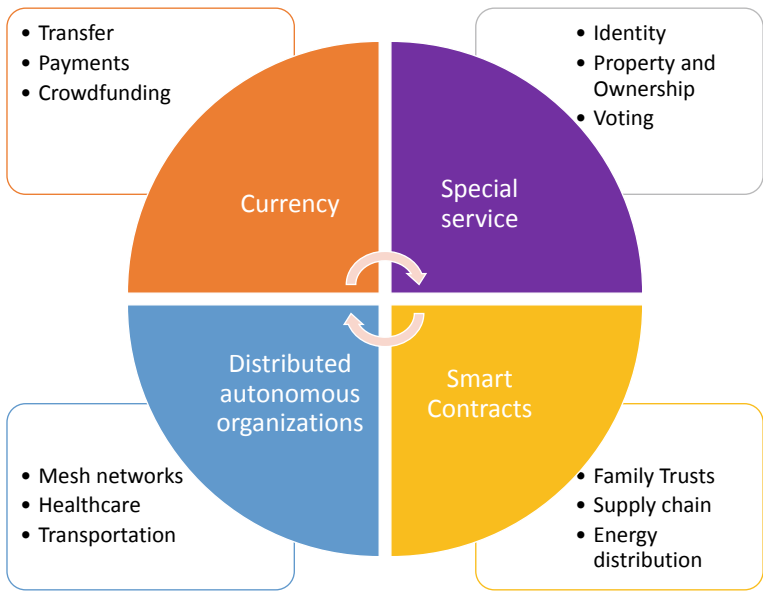 • Transfer
• Payments
• Crowdfunding
• Identity
• Property and
Ownership
• Voting
Currency
Special
service
Distributed
autonomous
organizations
Smart
Contracts
• Mesh networks
• Healthcare
• Transportation
• Family Trusts
• Supply chain
• Energy
distribution